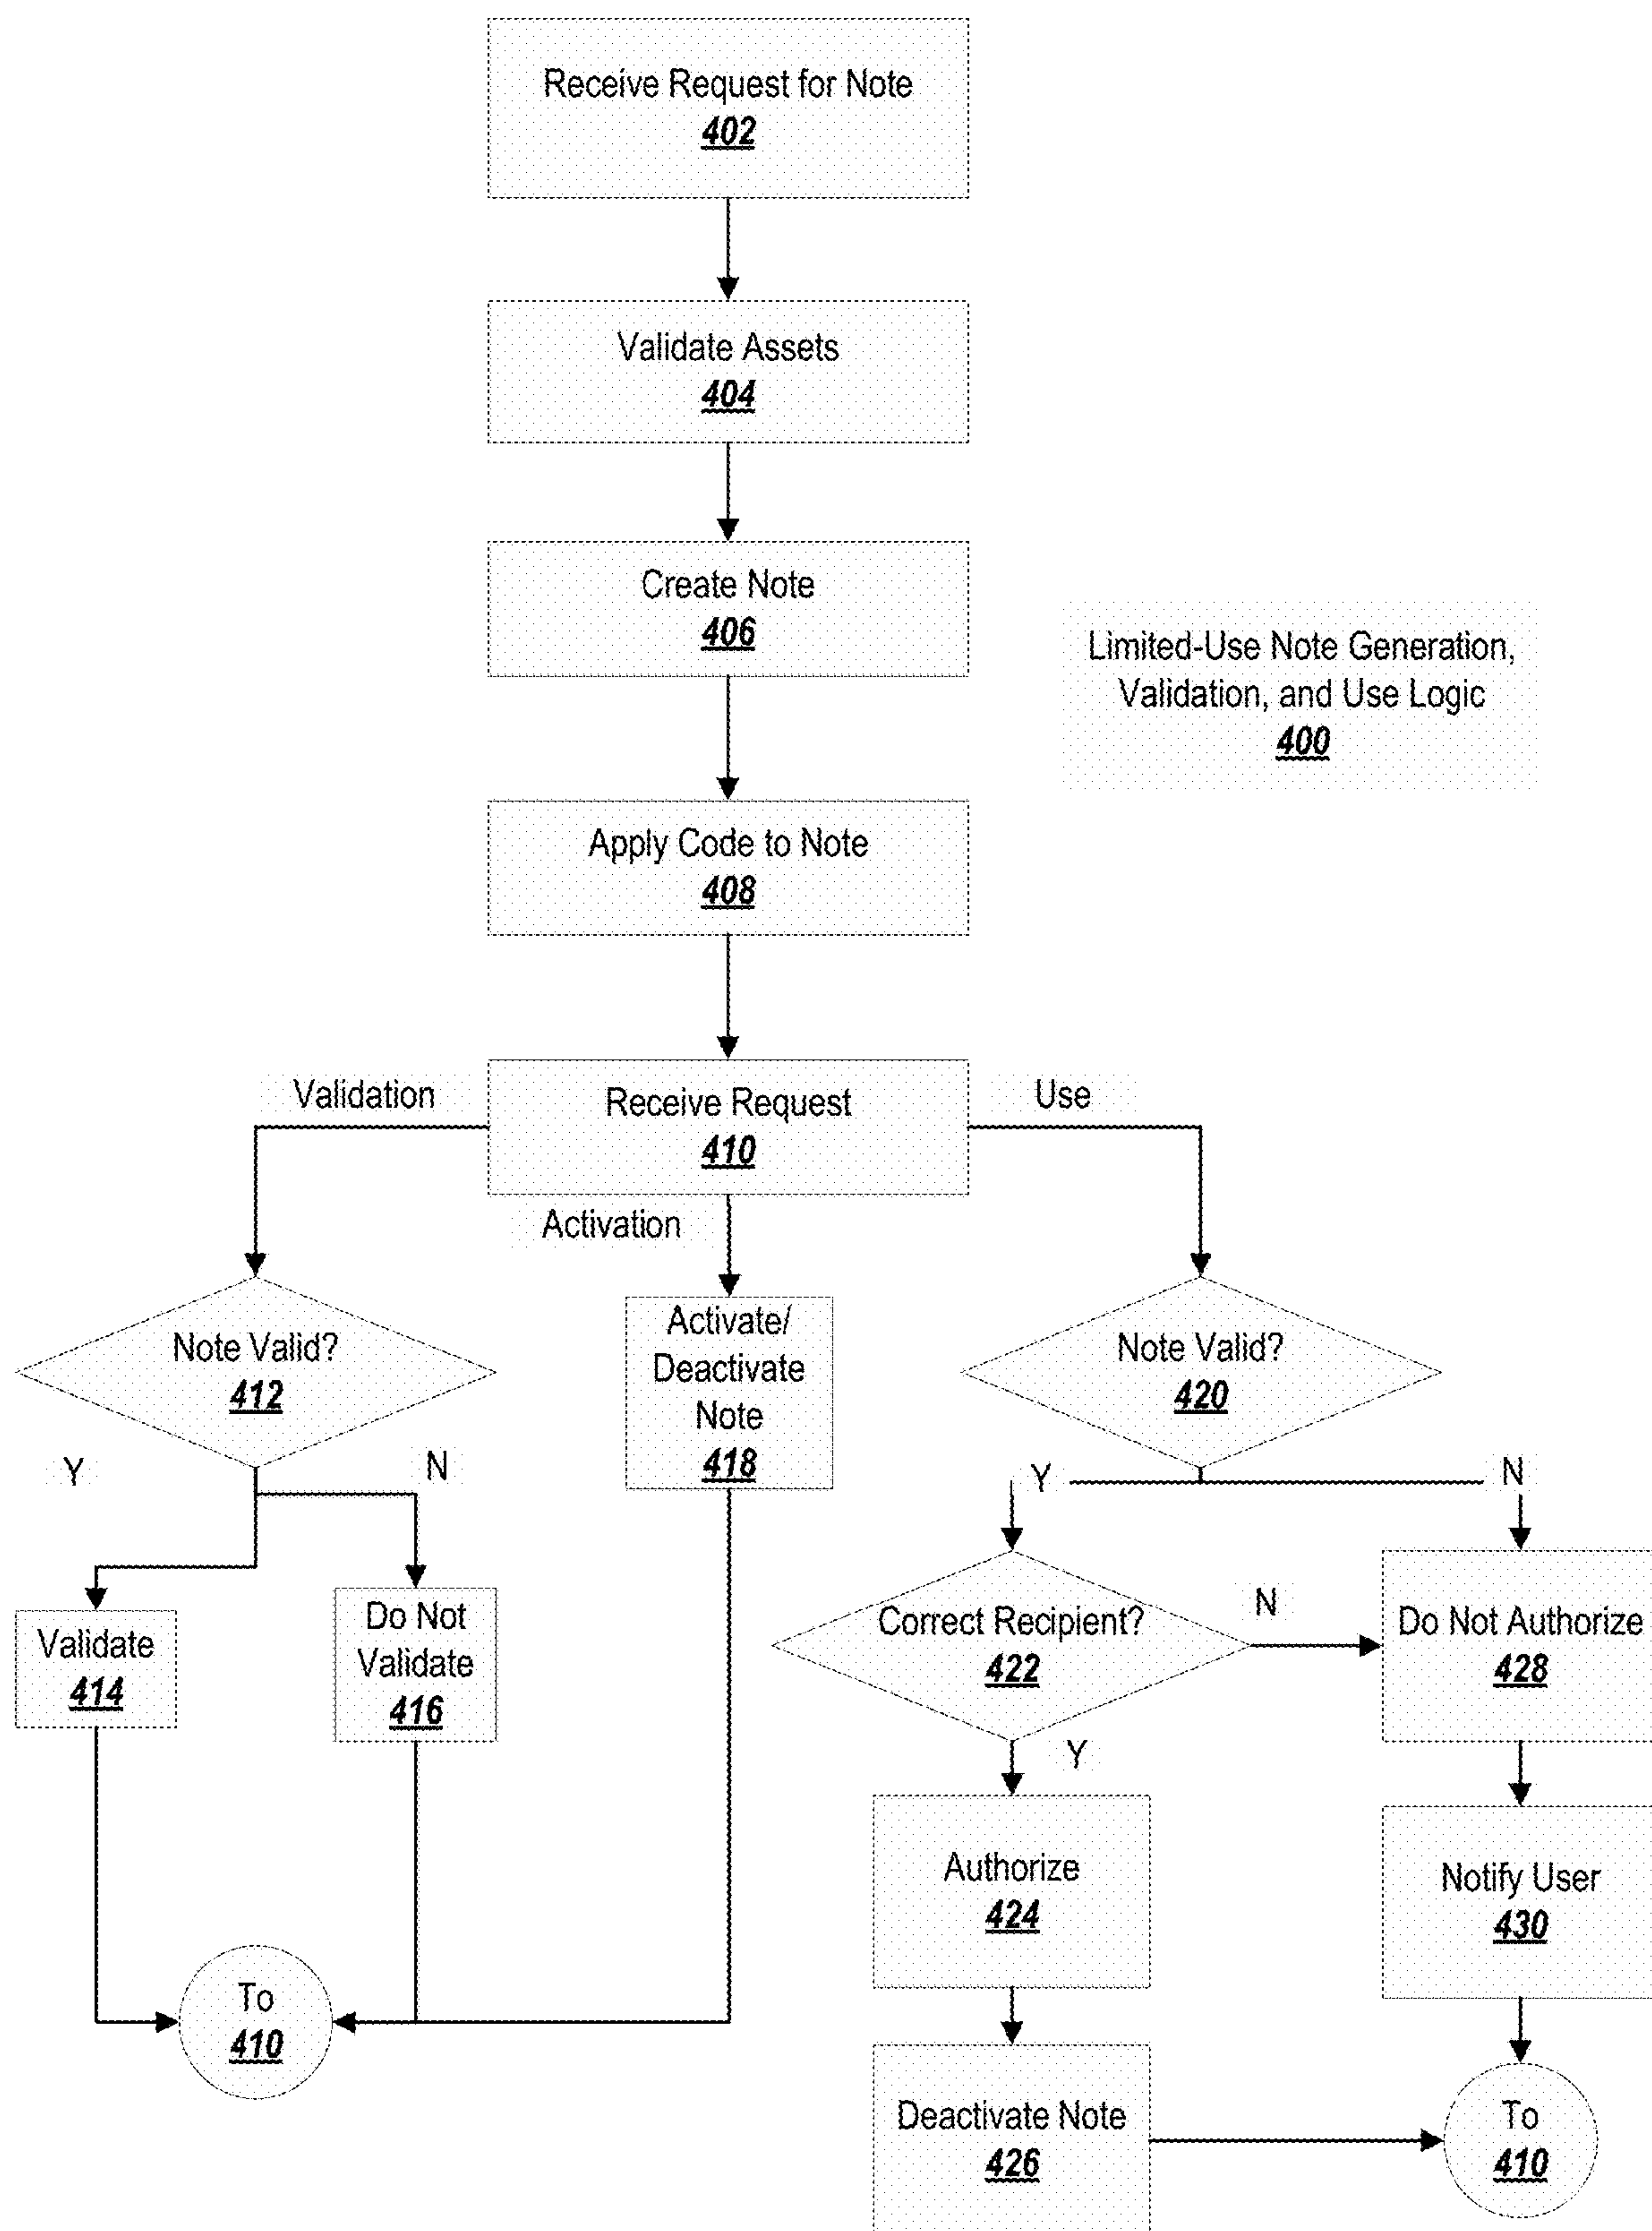 Receive Request for Note
402
Validate Assets
404
Create Note
406
Limited-Use Note Generation,
Validation, and Use Logic
400
Apply Code to Note
408
Validation
Receive Request
410
Use
Activation
Note Valid?
412
Activate/
Deactivate
Note
418
Note Valid?
420
Y
N
Y
N
Validate
414
Do Not
Validate
416
Correct Recipient?
422
N
Do Not Authorize
428
Y
Authorize
424
Notify User
430
To
410
Deactivate Note
426
To
410